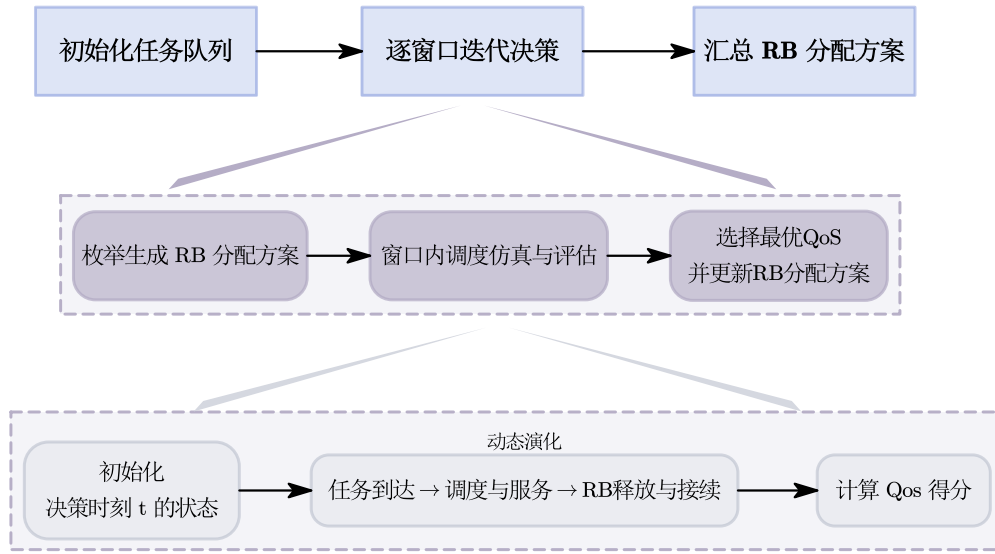 初始化任务队列
逐窗口迭代决策
汇总 RB 分配方案
枚举生成 RB 分配方案
窗口内调度仿真与评估
选择最优QoS
并更新RB分配方案
动态演化
初始化
决策时刻 t 的状态
任务到达→调度与服务→RB释放与接续
计算 Qos 得分